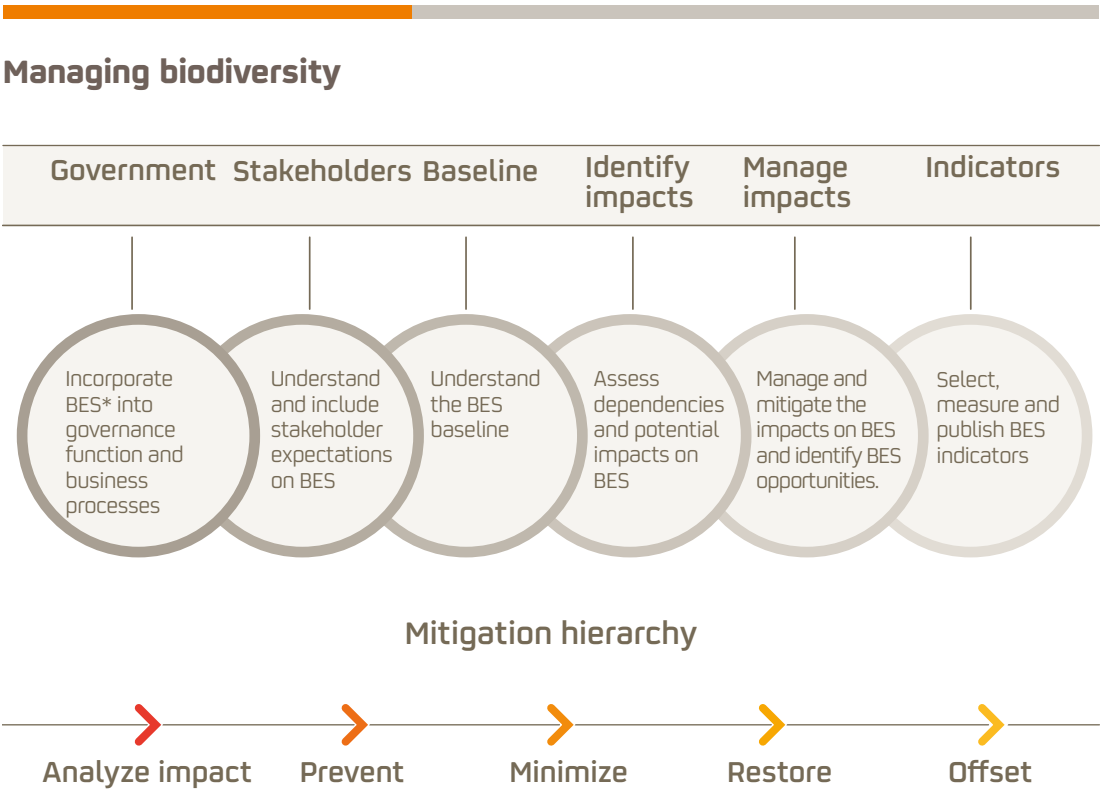 Managing biodiversity
Government
Stakeholders
Baseline
Identify
impacts
Manage
impacts
Indicators
Incorporate
BES* into
governance
function and
business
processes
Understand
and include
stakeholder
expectations
on BES
Understand
the BES
baseline
Assess
dependencies
and potential
impacts on
BES
Manage and
mitigate the
impacts on BES
and identify BES
opportunities.
Select,
measure and
publish BES
indicators
Mitigation hierarchy
Analyze impact
Prevent
Minimize
Restore
Offset